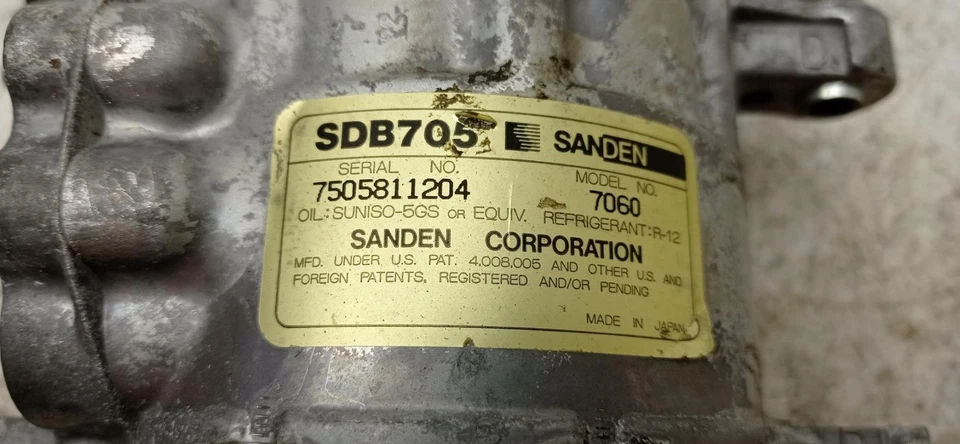 SDB705 SANDEN
SERIAL NO. MODEL NO.
7505811204 7060
OIL: SUNISO-5GS OR EQUIV. REFRIGERANT: R-12
SANDEN CORPORATION
MFD. UNDER U.S. PAT. 4.008.005 AND OTHER U.S. AND
FOREIGN PATENTS, REGISTERED AND/OR PENDING
MADE IN JAPAN